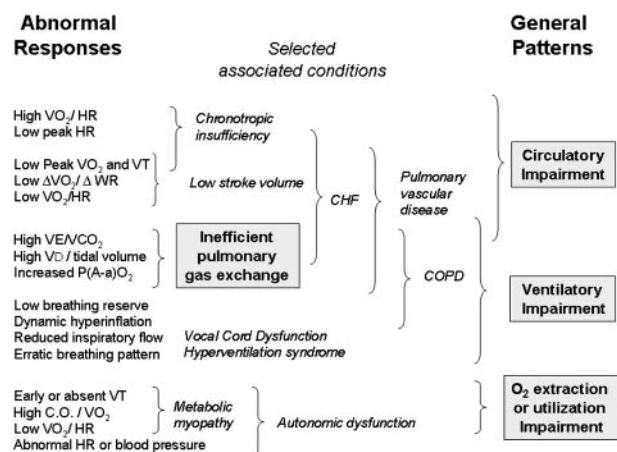 Abnormal
Responses
Selected
associated conditions
General
Patterns
High VO₂/ HR
Low peak HR
Chronotropic
insufficiency
Low Peak VO₂ and VT
Low ΔVO₂/ Δ WR
Low VO₂/HR
Low stroke volume
CHF
Pulmonary
vascular
disease
Circulatory
Impairment
High VE/VCO₂
High VD / tidal volume
Increased P(A-a)O₂
Inefficient
pulmonary
gas exchange
COPD
Ventilatory
Impairment
Low breathing reserve
Dynamic hyperinflation
Reduced inspiratory flow
Erratic breathing pattern
Vocal Cord Dysfunction
Hyperventilation syndrome
Early or absent VT
High C.O. / VO₂
Low VO₂/ HR
Abnormal HR or blood pressure
Metabolic
myopathy
Autonomic dysfunction
O₂ extraction
or utilization
Impairment